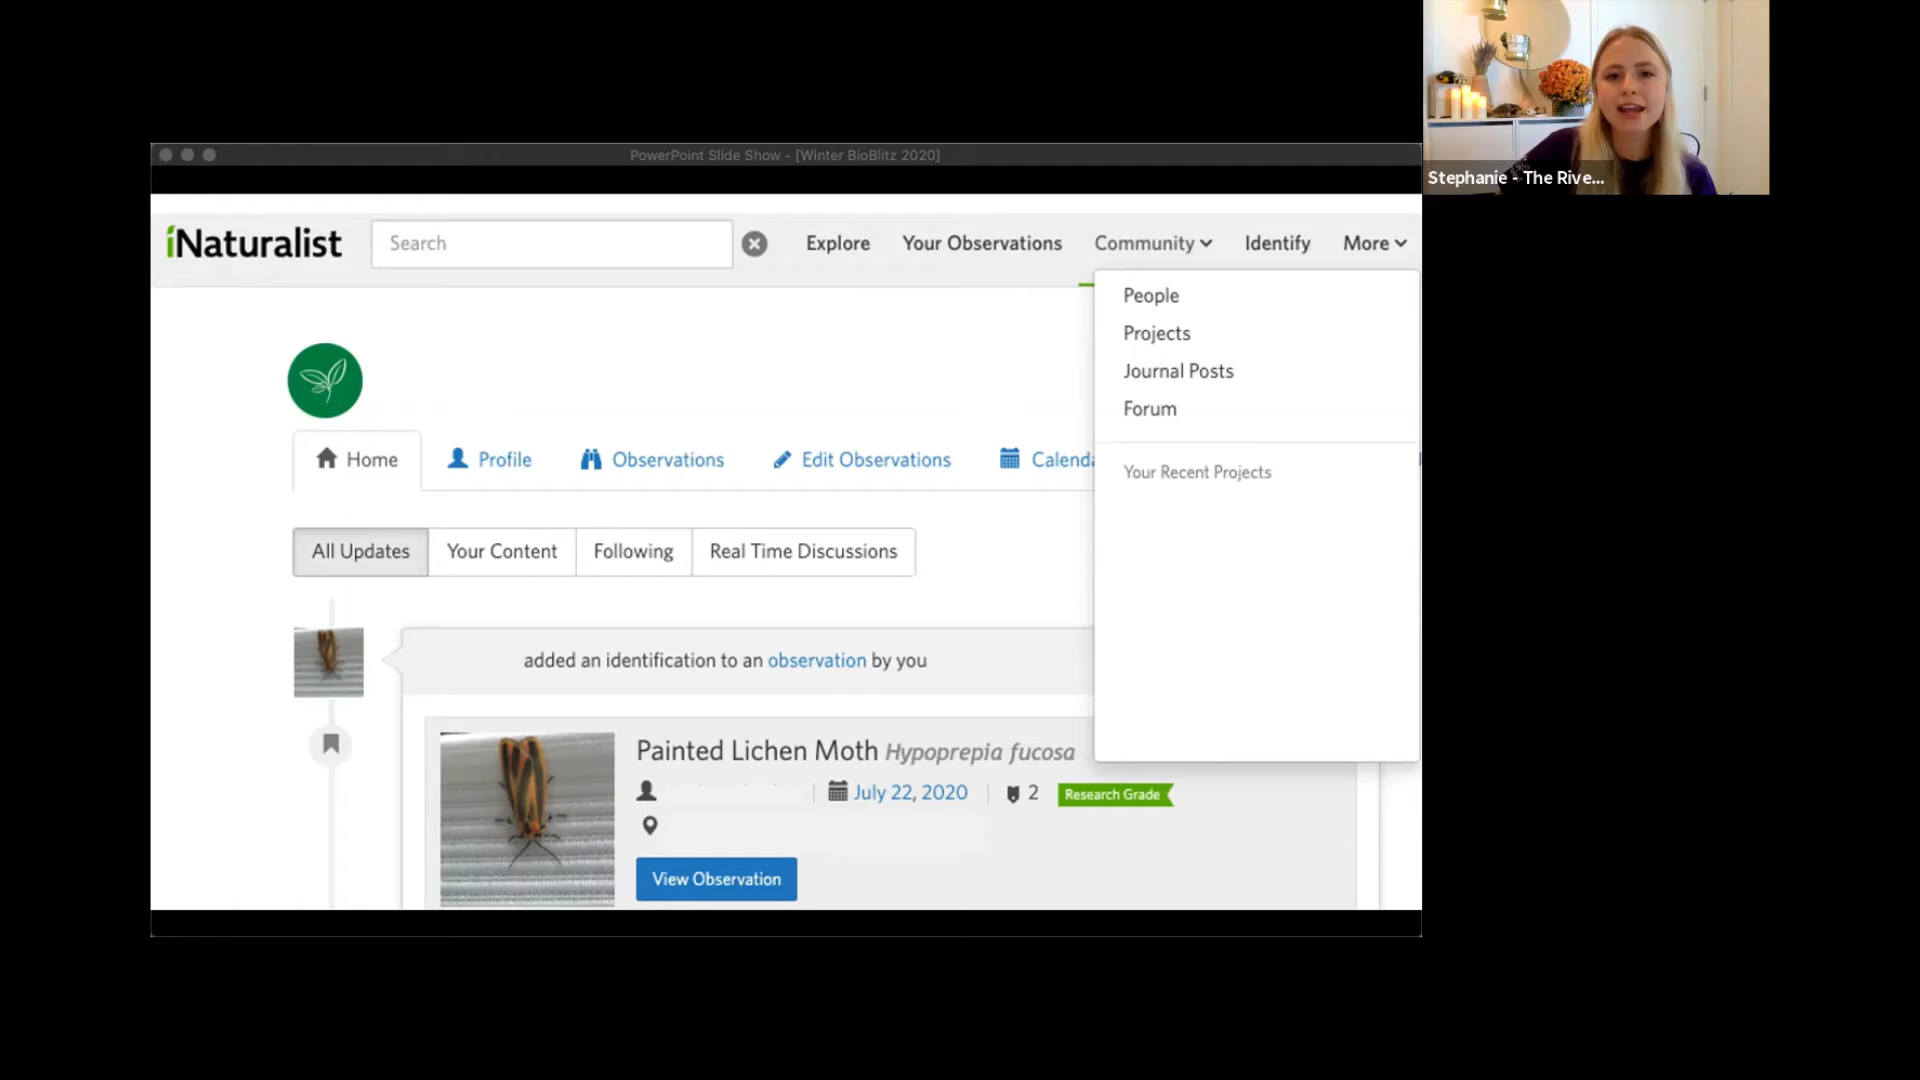 PowerPoint Slide Show - [Winter BioBlitz 2020]
Stephanie - The Rive...
iNaturalist Search Explore Your Observations Community Identify More
People
Projects
Journal Posts
Forum
Your Recent Projects
Home Profile Observations Edit Observations Calenda
All Updates Your Content Following Real Time Discussions
added an identification to an observation by you
Painted Lichen Moth Hypoprepia fucosa
July 22, 2020 2 Research Grade
View Observation